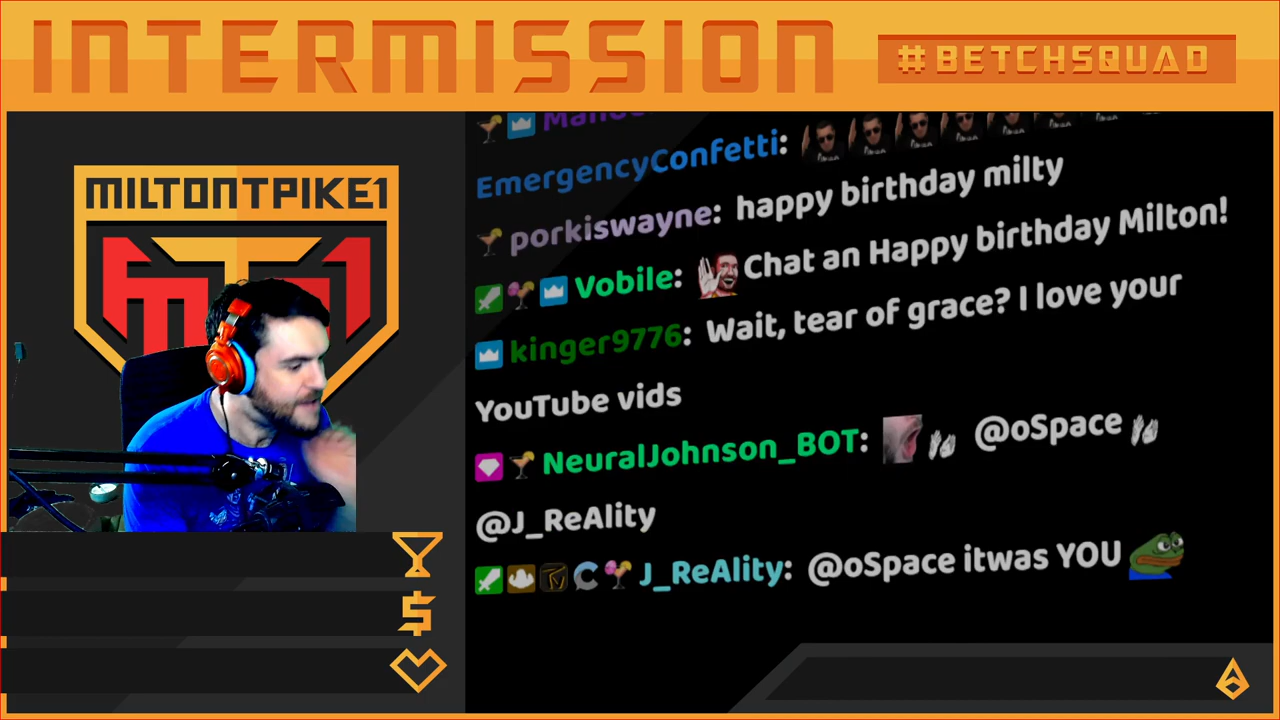 INTERMISSION
#BETCHSQUAD
MILTONTPIKE1
EmergencyConfetti:
porkiswayne: happy birthday milty
Vobile: Chat an Happy birthday Milton!
kinger9776: Wait, tear of grace? I love your
YouTube vids
NeuralJohnson_BOT: @oSpace
@J_ReAlity
J_ReAlity: @oSpace itwas YOU